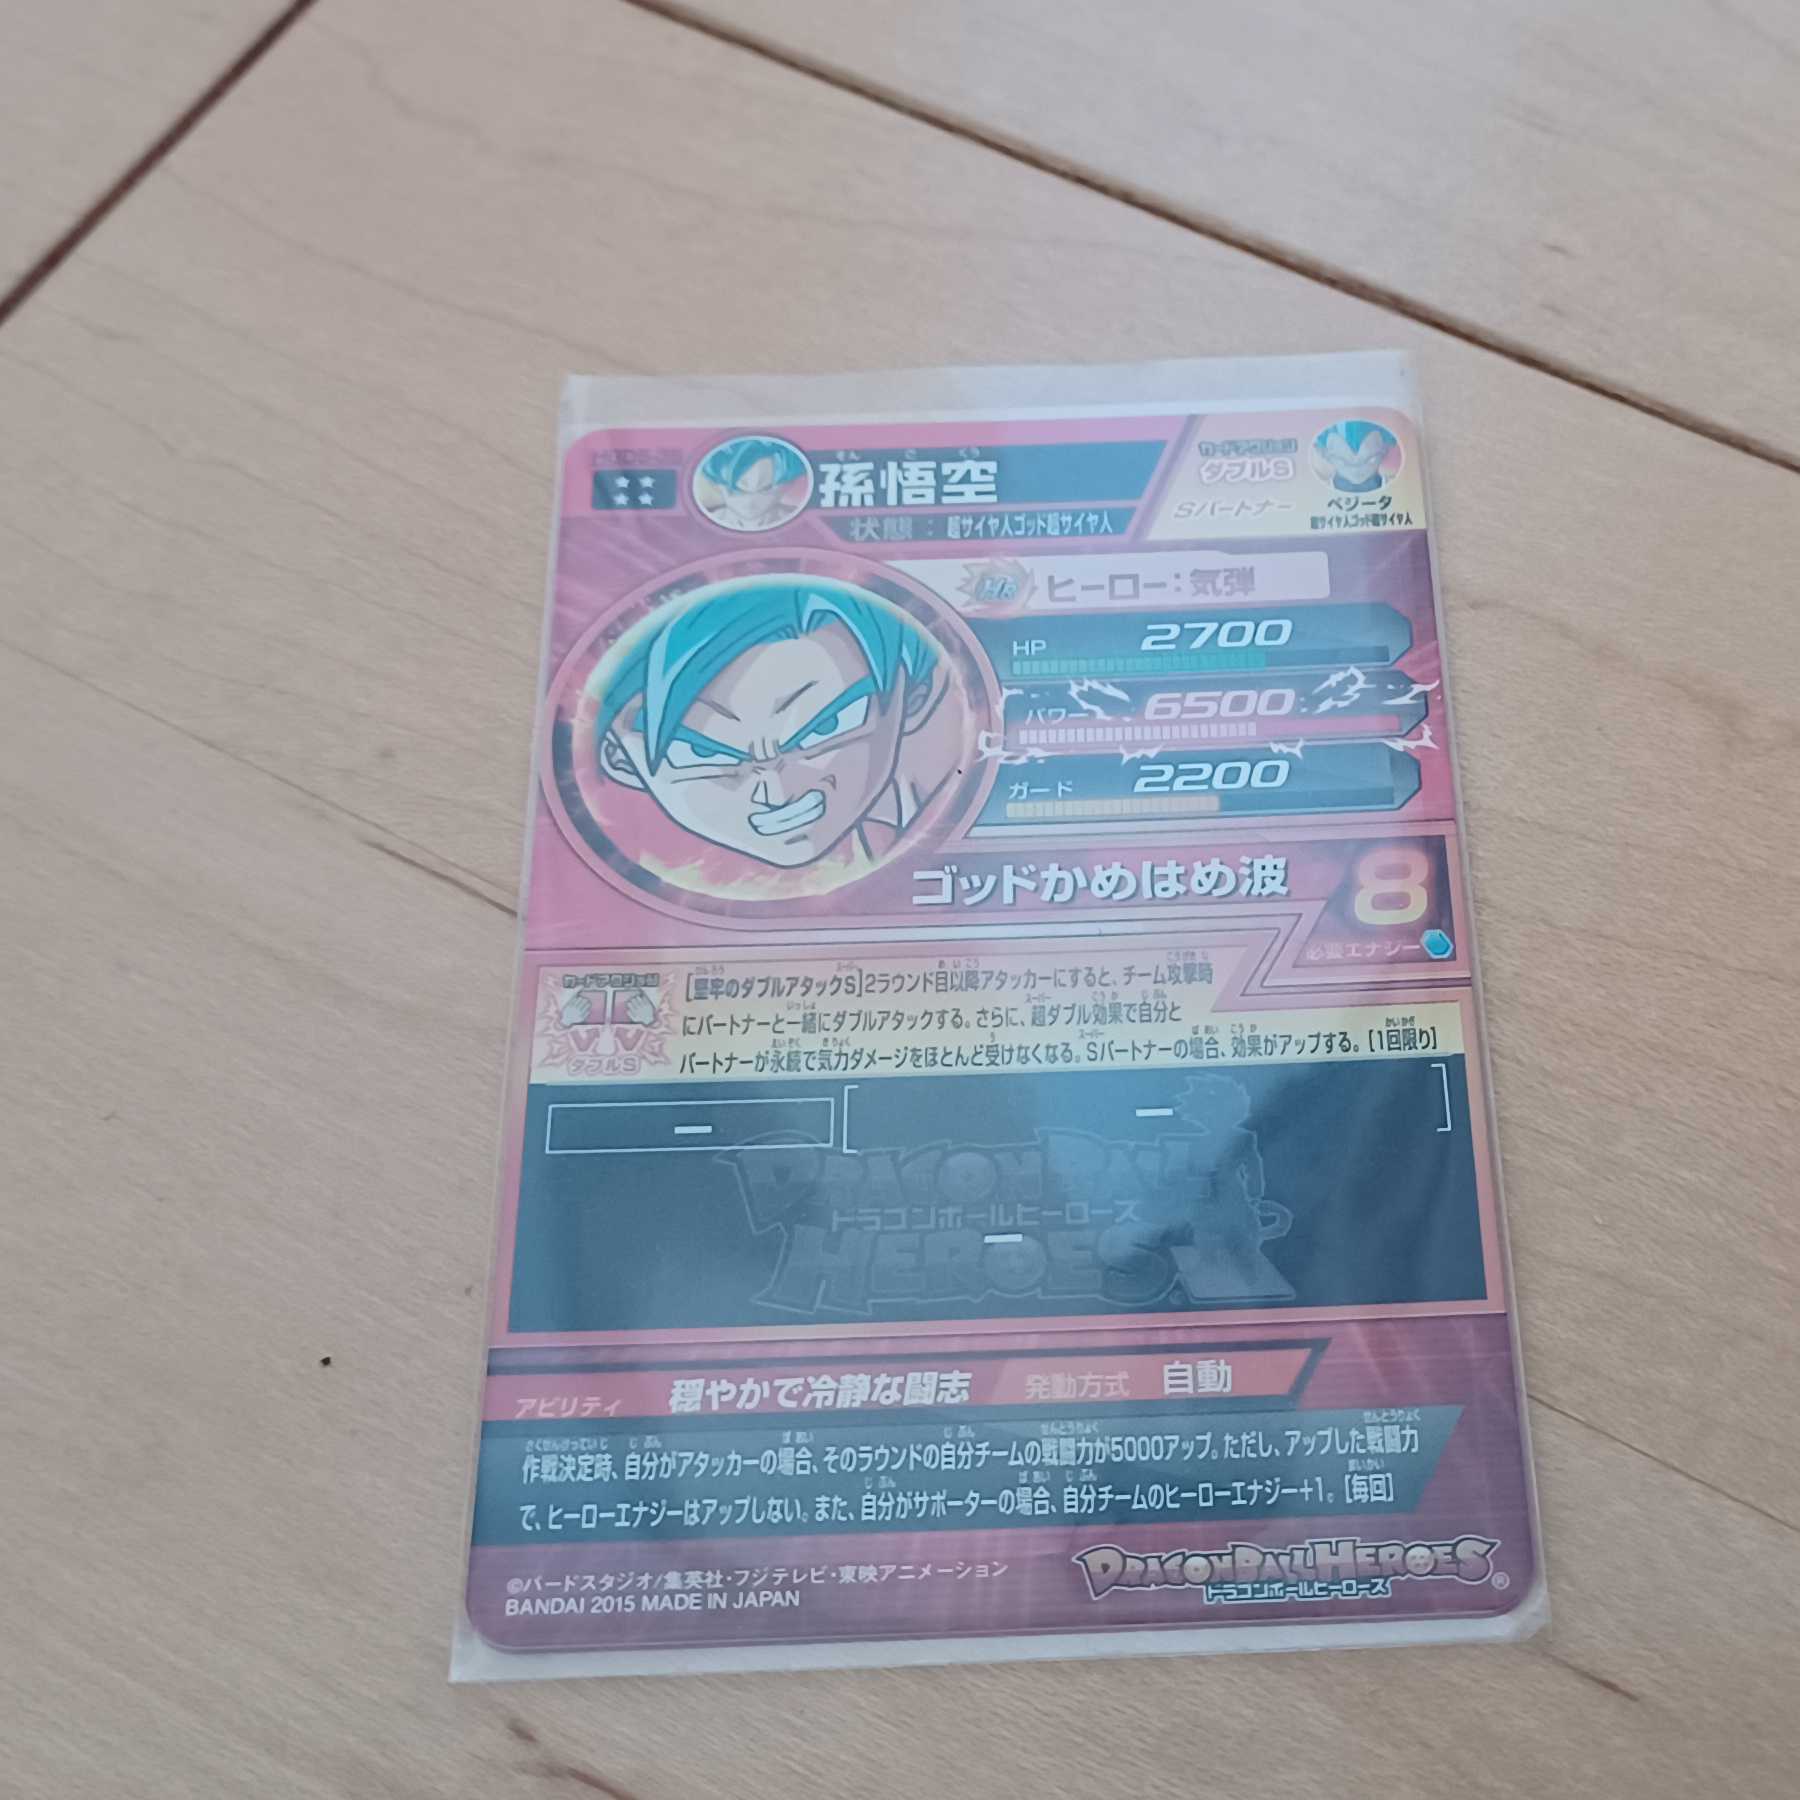 孫悟空
そんごくう
状態：超サイヤ人ゴッド超サイヤ人
カードアクション
ダブルS
Sパートナー
ベジータ
超サイヤ人ゴッド超サイヤ人
HR ヒーロー：気弾
HP 2700
パワー 6500
ガード 2200
ゴッドかめはめ波
8
必要エナジー
カードアクション
ダブルS
[堅牢のダブルアタックS]2ラウンド目以降アタッカーにすると、チーム攻撃時
にパートナーと一緒にダブルアタックする。さらに、超ダブル効果で自分と
パートナーが永続で気力ダメージをほとんど受けなくなる。Sパートナーの場合、効果がアップする。[1回限り]
DRAGON BALL
ドラゴンボールヒーローズ
HEROES
アビリティ 穏やかで冷静な闘志 発動方式 自動
作戦決定時、自分がアタッカーの場合、そのラウンドの自分チームの戦闘力が5000アップ。ただし、アップした戦闘力
で、ヒーローエナジーはアップしない。また、自分がサポーターの場合、自分チームのヒーローエナジー+1。[毎回]
©バードスタジオ/集英社・フジテレビ・東映アニメーション
BANDAI 2015 MADE IN JAPAN
DRAGONBALL HEROES®
ドラゴンボールヒーローズ